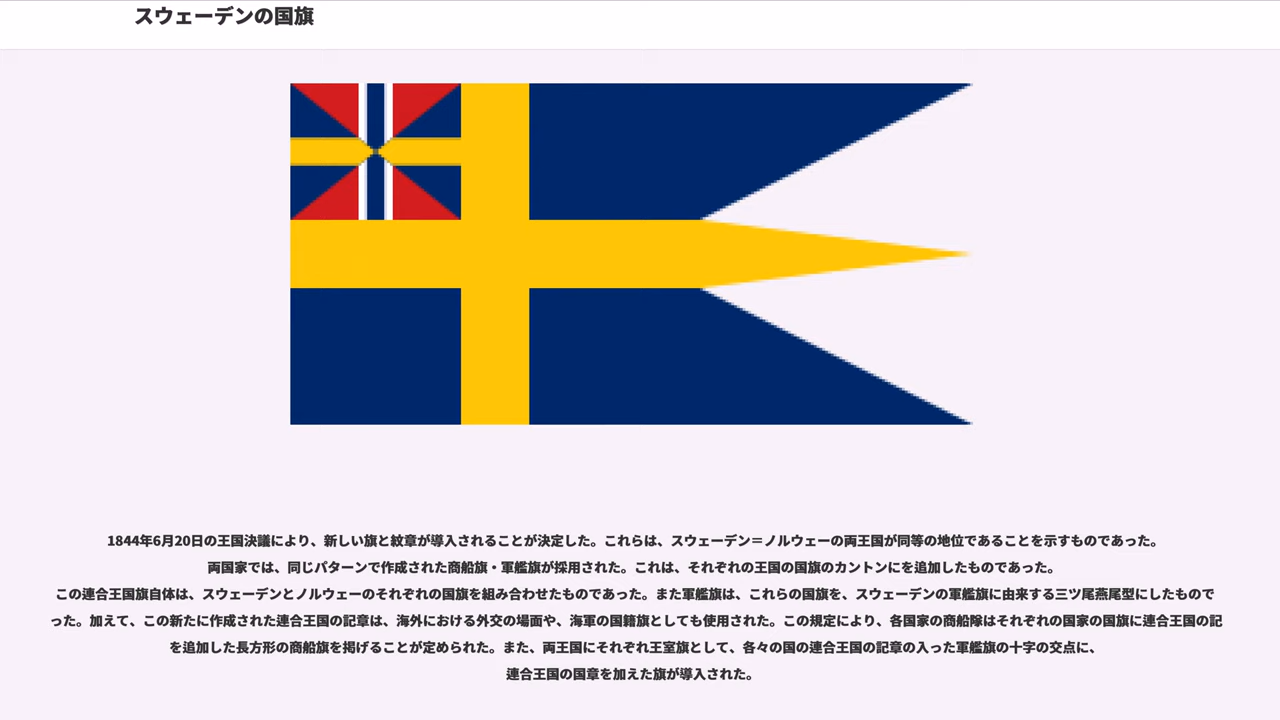 スウェーデンの国旗
1844年6月20日の王国決議により、新しい旗と紋章が導入されることが決定した。これらは、スウェーデン＝ノルウェーの両王国が同等の地位であることを示すものであった。
両国家では、同じパターンで作成された商船旗・軍艦旗が採用された。これは、それぞれの王国の国旗のカントンにを追加したものであった。
この連合王国旗自体は、スウェーデンとノルウェーのそれぞれの国旗を組み合わせたものであった。また軍艦旗は、これらの国旗を、スウェーデンの軍艦旗に由来する三ツ尾燕尾型にしたもので
った。加えて、この新たに作成された連合王国の記章は、海外における外交の場面や、海軍の国籍旗としても使用された。この規定により、各国家の商船隊はそれぞれの国家の国旗に連合王国の記
を追加した長方形の商船旗を掲げることが定められた。また、両王国にそれぞれ王室旗として、各々の国の連合王国の記章の入った軍艦旗の十字の交点に、
連合王国の国章を加えた旗が導入された。